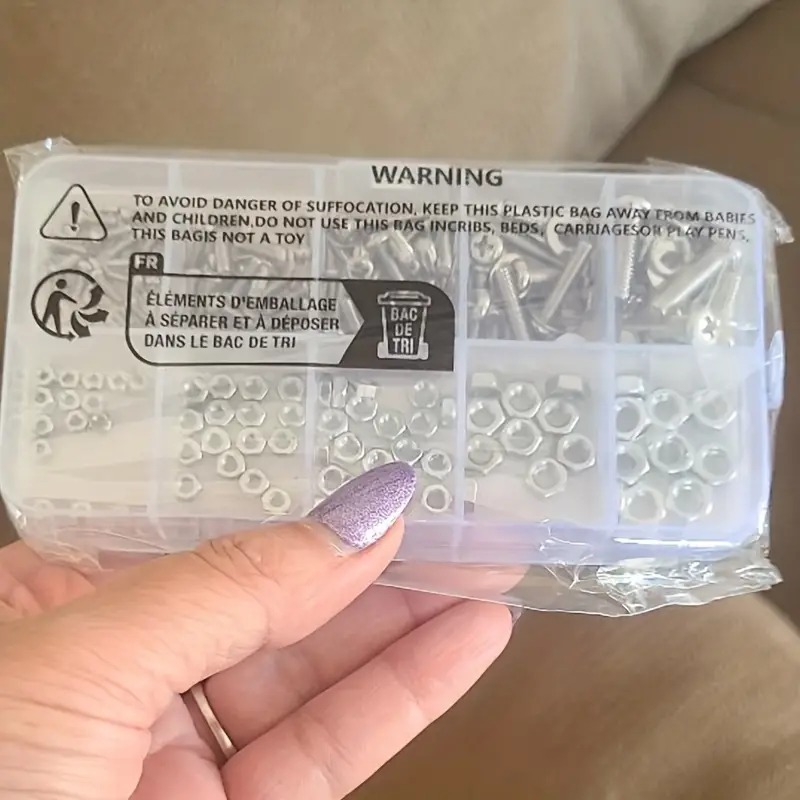 WARNING
TO AVOID DANGER OF SUFFOCATION, KEEP THIS PLASTIC BAG AWAY FROM BABIES
AND CHILDREN,DO NOT USE THIS BAG INCRIBS, BEDS, CARRIAGESOR PLAY PENS,
THIS BAGIS NOT A TOY
FR
ÉLÉMENTS D'EMBALLAGE
À SÉPARER ET À DÉPOSER
DANS LE BAC DE TRI
BAC
DE
TRI